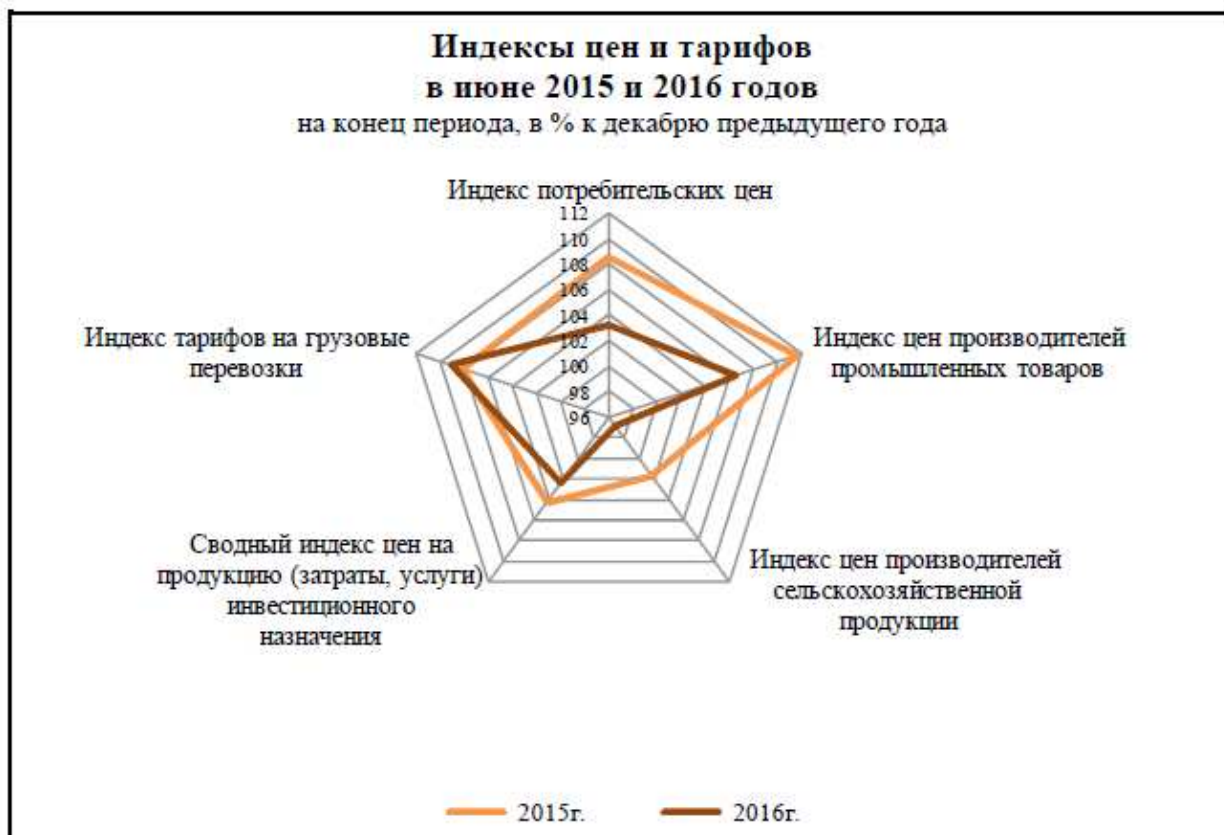 Индексы цен и тарифов
в июне 2015 и 2016 годов
на конец периода, в % к декабрю предыдущего года
Индекс потребительских цен
112
110
108
106
104
102
100
98
96
Индекс тарифов на грузовые
перевозки
Индекс цен производителей
промышленных товаров
Сводный индекс цен на
продукцию (затраты, услуги)
инвестиционного
назначения
Индекс цен производителей
сельскохозяйственной
продукции
2015г.
2016г.